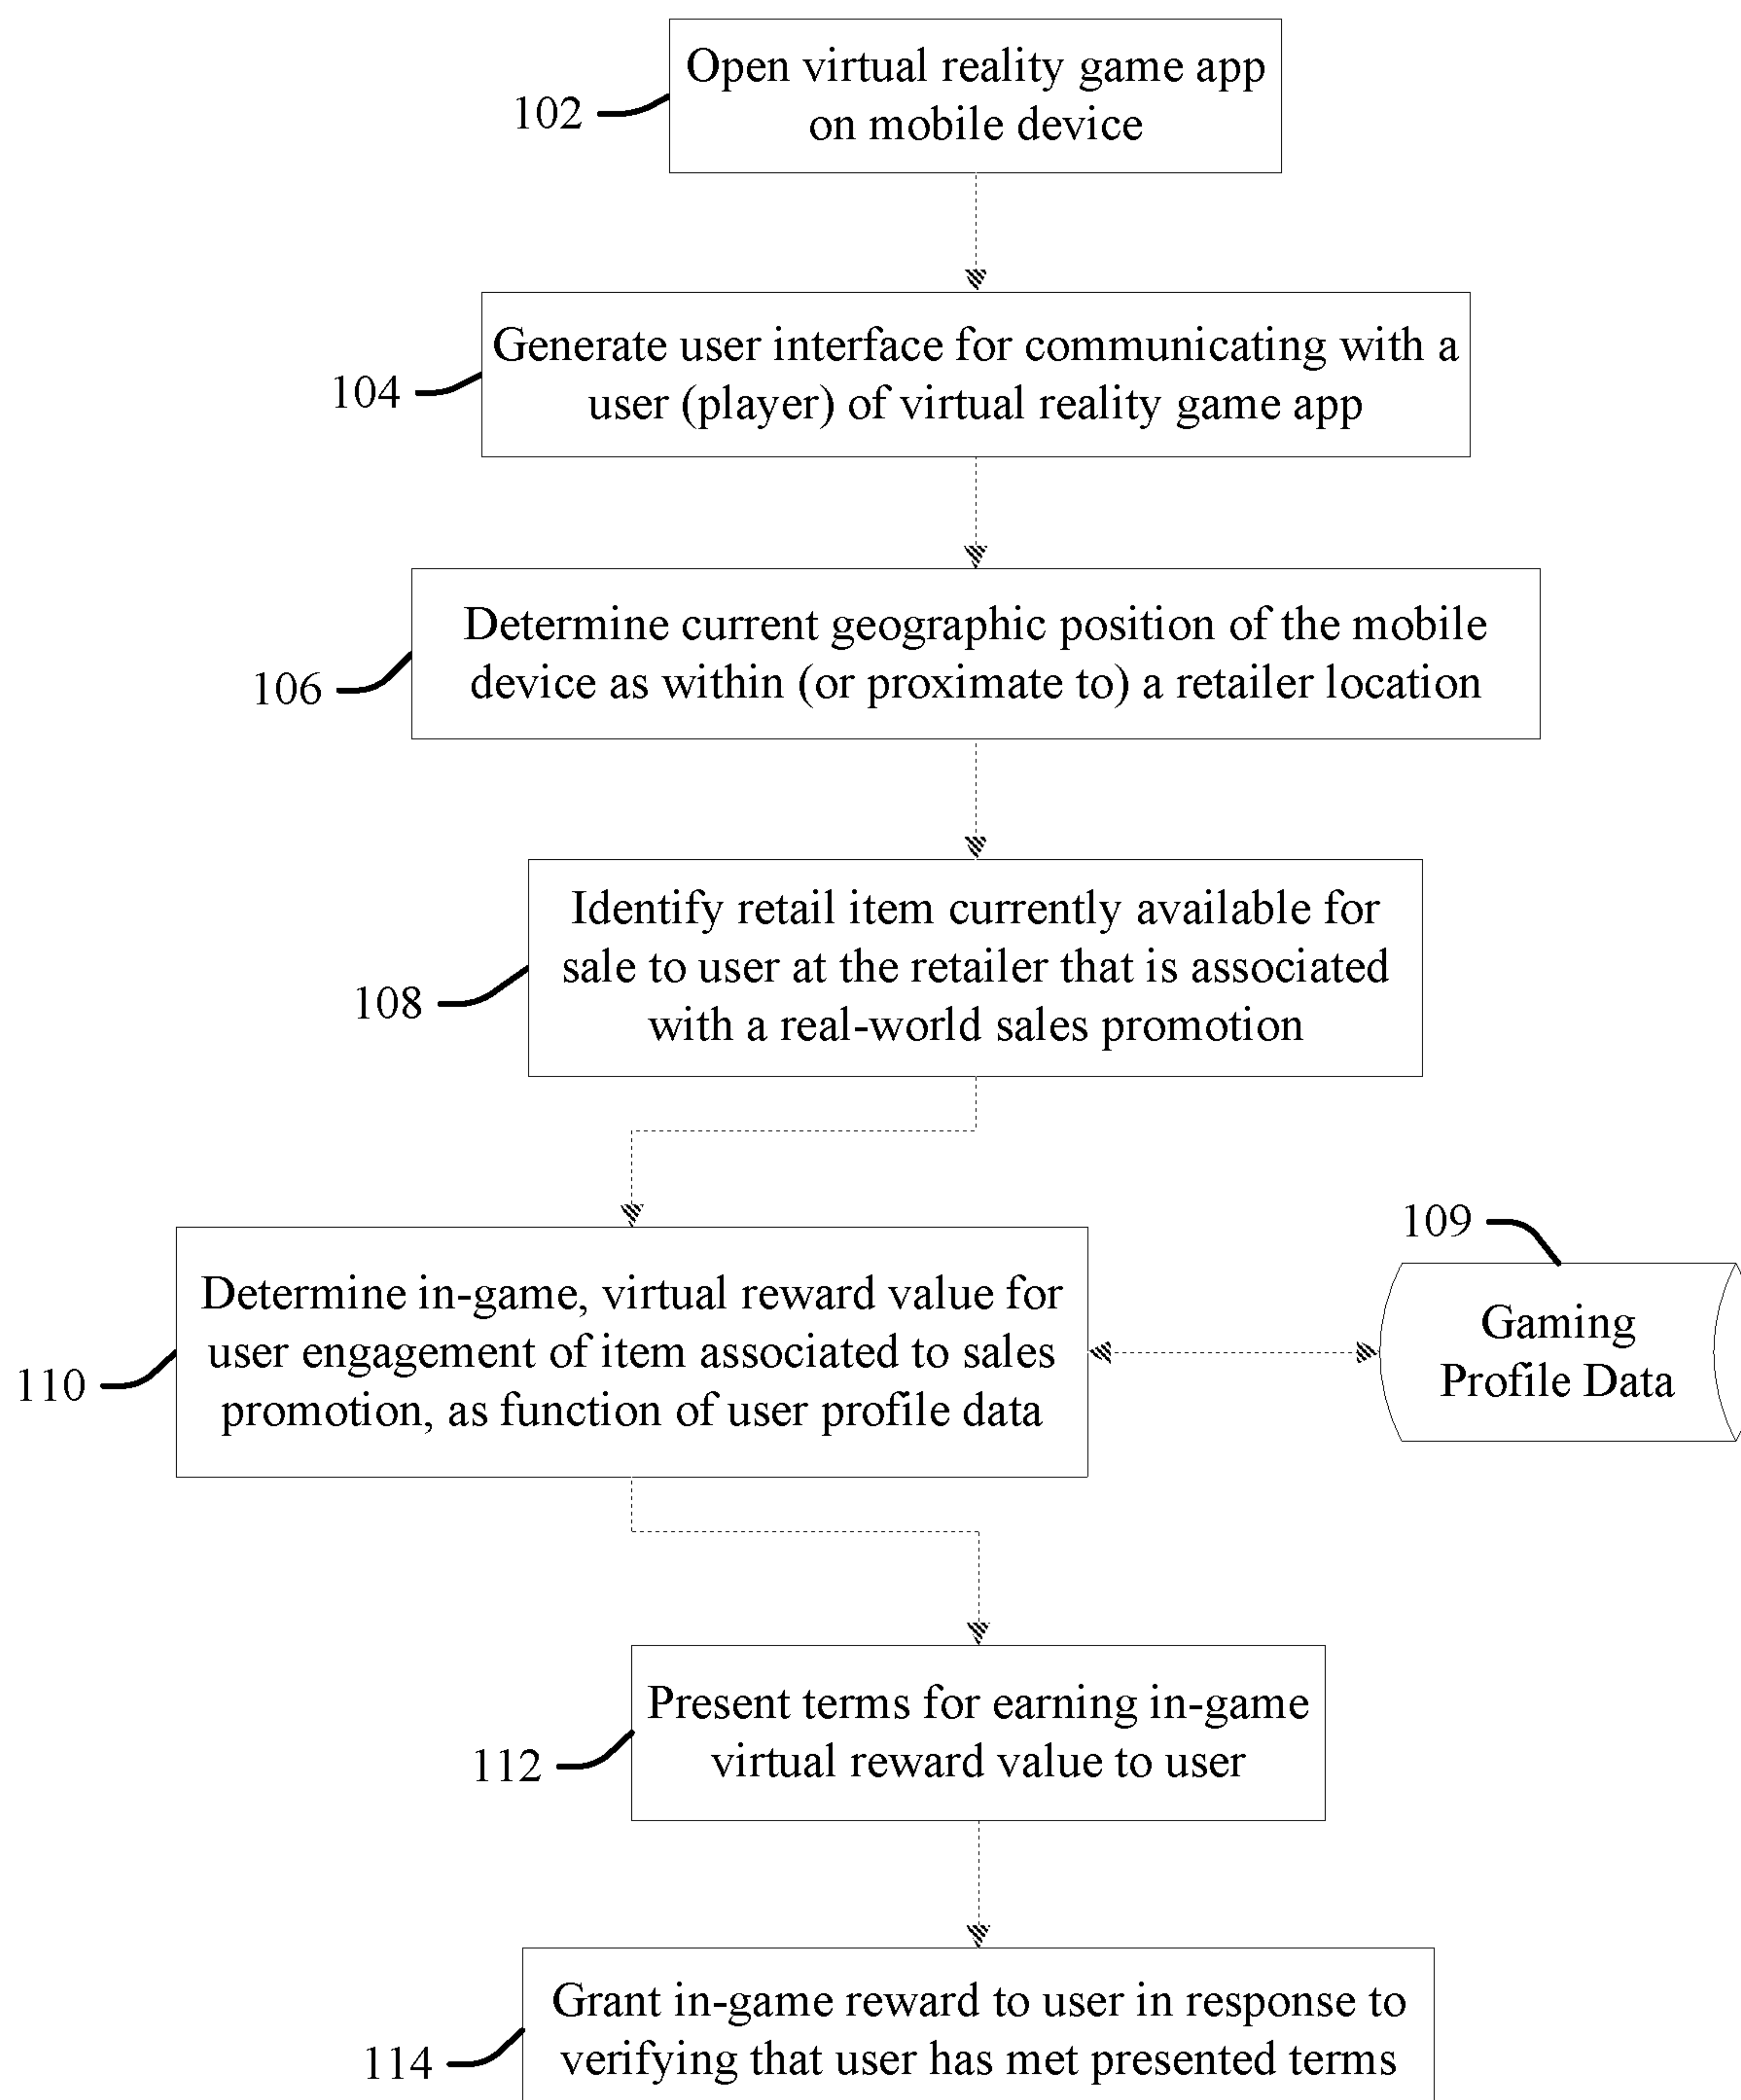 102
Open virtual reality game app
on mobile device
104
Generate user interface for communicating with a
user (player) of virtual reality game app
106
Determine current geographic position of the mobile
device as within (or proximate to) a retailer location
108
Identify retail item currently available for
sale to user at the retailer that is associated
with a real-world sales promotion
110
Determine in-game, virtual reward value for
user engagement of item associated to sales
promotion, as function of user profile data
109
Gaming
Profile Data
112
Present terms for earning in-game
virtual reward value to user
114
Grant in-game reward to user in response to
verifying that user has met presented terms